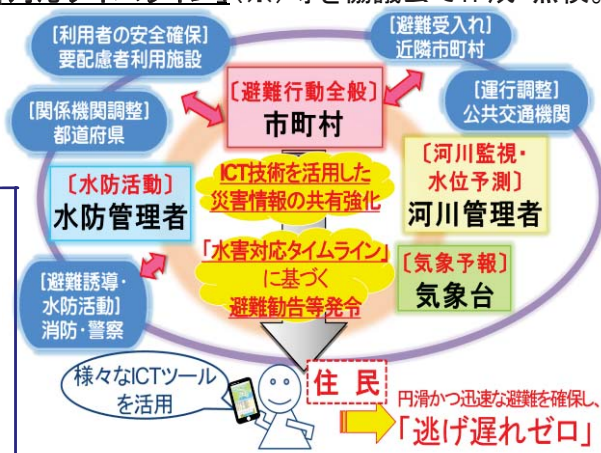 [利用者の安全確保]
要配慮者利用施設
[避難受入れ]
近隣市町村
[関係機関調整]
都道府県
〔避難行動全般〕
市町村
[運行調整]
公共交通機関
〔水防活動〕
水防管理者
ICT技術を活用した
災害情報の共有強化
〔河川監視・
水位予測〕
河川管理者
「水害対応タイムライン」
に基づく
避難勧告等発令
〔気象予報〕
気象台
[避難誘導・
水防活動]
消防・警察
様々なICTツール
を活用
住民
円滑かつ迅速な避難を確保し、
「逃げ遅れゼロ」